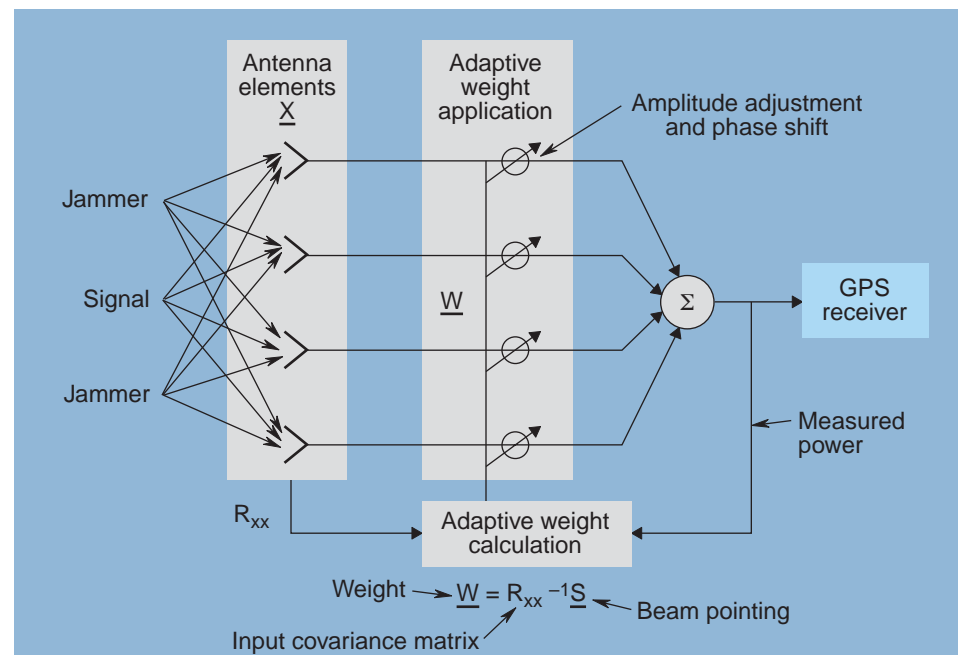 Antenna
elements
X
Adaptive
weight
application
Amplitude adjustment
and phase shift
Jammer
Signal
Jammer
W
Σ
GPS
receiver
Measured
power
Rxx
Adaptive weight
calculation
Weight
W = Rxx –1S
Beam pointing
Input covariance matrix